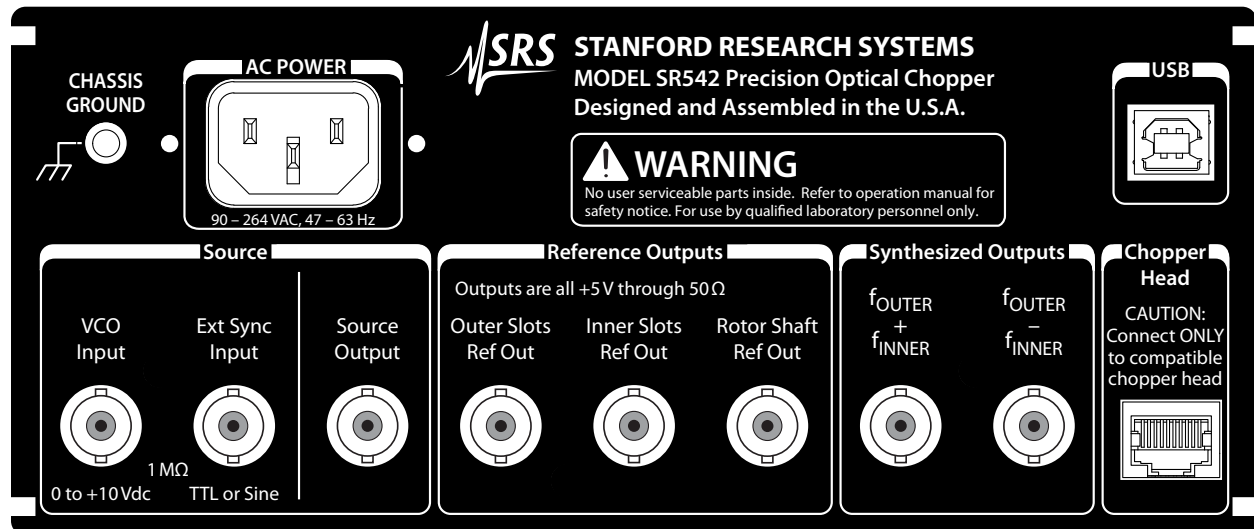 CHASSIS
GROUND
AC POWER
90 – 264 VAC, 47 – 63 Hz
SRS
STANFORD RESEARCH SYSTEMS
MODEL SR542 Precision Optical Chopper
Designed and Assembled in the U.S.A.
WARNING
No user serviceable parts inside. Refer to operation manual for
safety notice. For use by qualified laboratory personnel only.
USB
Source
VCO
Input
Ext Sync
Input
Source
Output
1 MΩ
0 to +10 Vdc
TTL or Sine
Reference Outputs
Outputs are all +5 V through 50 Ω
Outer Slots
Ref Out
Inner Slots
Ref Out
Rotor Shaft
Ref Out
Synthesized Outputs
fOUTER
+
fINNER
fOUTER
–
fINNER
Chopper
Head
CAUTION:
Connect ONLY
to compatible
chopper head